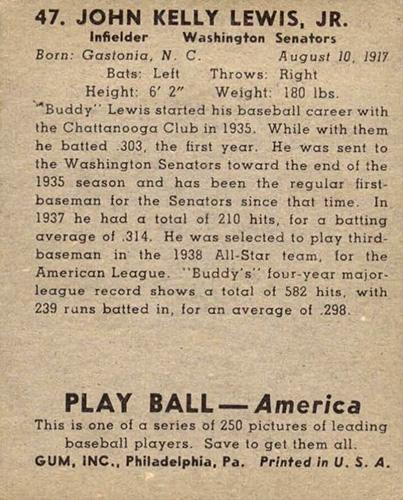 47. JOHN KELLY LEWIS, JR.
Infielder Washington Senators
Born: Gastonia, N. C. August 10, 1917
Bats: Left Throws: Right
Height: 6' 2" Weight: 180 lbs.
"Buddy" Lewis started his baseball career with
the Chattanooga Club in 1935. While with them
he batted .303, the first year. He was sent to
the Washington Senators toward the end of the
1935 season and has been the regular first-
baseman for the Senators since that time. In
1937 he had a total of 210 hits, for a batting
average of .314. He was selected to play third-
baseman in the 1938 All-Star team, for the
American League. "Buddy's" four-year major-
league record shows a total of 582 hits, with
239 runs batted in, for an average of .298.
PLAY BALL — America
This is one of a series of 250 pictures of leading
baseball players. Save to get them all.
GUM, INC., Philadelphia, Pa. Printed in U. S. A.